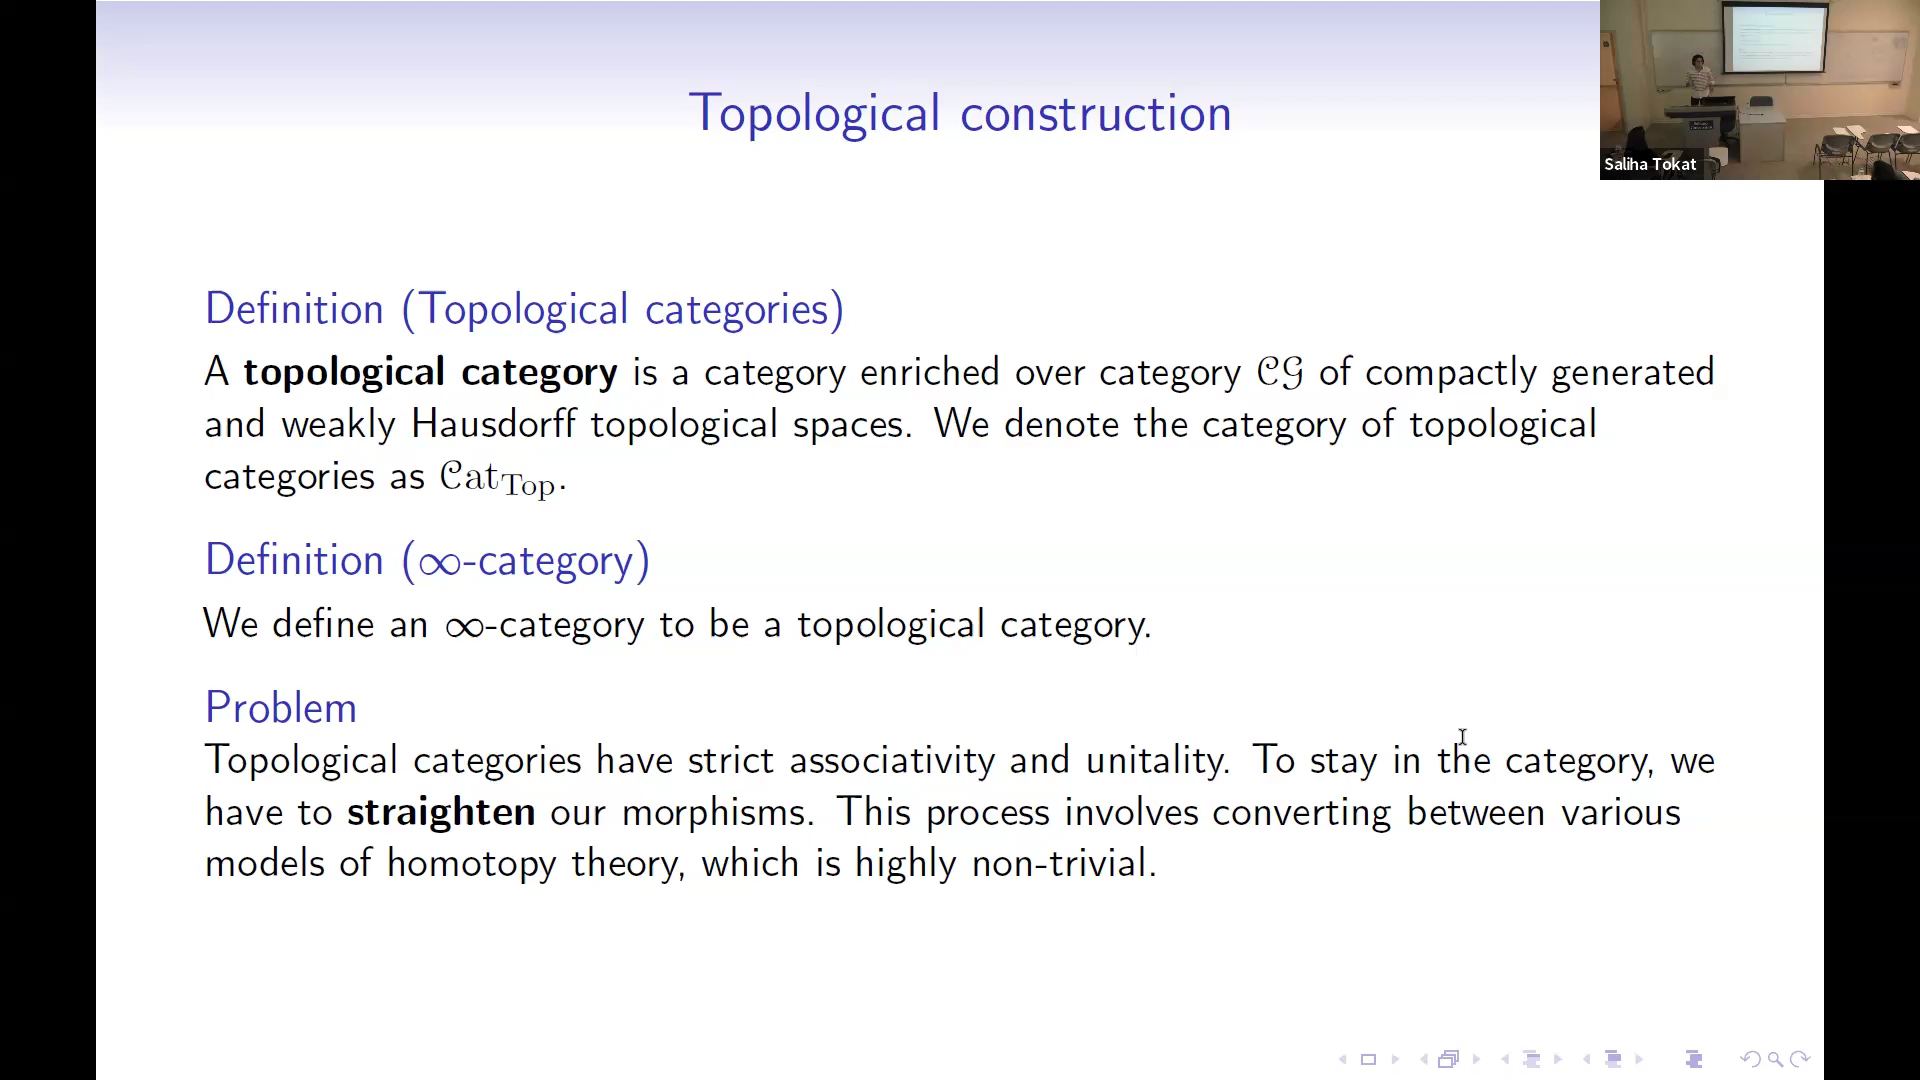 Topological construction
Saliha Tokat
Definition (Topological categories)
A topological category is a category enriched over category 𝒞𝒢 of compactly generated
and weakly Hausdorff topological spaces. We denote the category of topological
categories as 𝒞at_Top.
Definition (∞-category)
We define an ∞-category to be a topological category.
Problem
Topological categories have strict associativity and unitality. To stay in the category, we
have to straighten our morphisms. This process involves converting between various
models of homotopy theory, which is highly non-trivial.